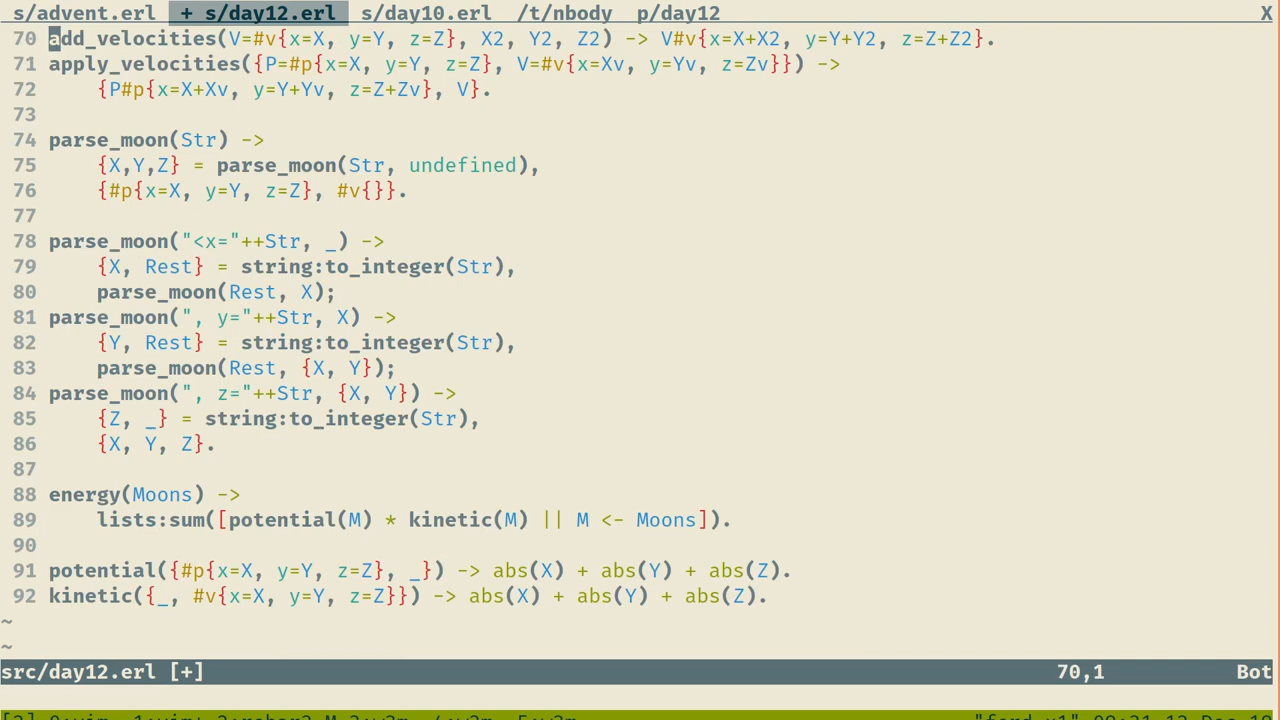 s/advent.erl + s/day12.erl s/day10.erl /t/nbody p/day12 X
70 add_velocities(V=#v{x=X, y=Y, z=Z}, X2, Y2, Z2) -> V#v{x=X+X2, y=Y+Y2, z=Z+Z2}.
71 apply_velocities({P=#p{x=X, y=Y, z=Z}, V=#v{x=Xv, y=Yv, z=Zv}}) ->
72     {P#p{x=X+Xv, y=Y+Yv, z=Z+Zv}, V}.
73
74 parse_moon(Str) ->
75     {X,Y,Z} = parse_moon(Str, undefined),
76     {#p{x=X, y=Y, z=Z}, #v{}}.
77
78 parse_moon("<x="++Str, _) ->
79     {X, Rest} = string:to_integer(Str),
80     parse_moon(Rest, X);
81 parse_moon(", y="++Str, X) ->
82     {Y, Rest} = string:to_integer(Str),
83     parse_moon(Rest, {X, Y});
84 parse_moon(", z="++Str, {X, Y}) ->
85     {Z, _} = string:to_integer(Str),
86     {X, Y, Z}.
87
88 energy(Moons) ->
89     lists:sum([potential(M) * kinetic(M) || M <- Moons]).
90
91 potential({#p{x=X, y=Y, z=Z}, _}) -> abs(X) + abs(Y) + abs(Z).
92 kinetic({_, #v{x=X, y=Y, z=Z}}) -> abs(X) + abs(Y) + abs(Z).
~
~
src/day12.erl [+] 70,1 Bot